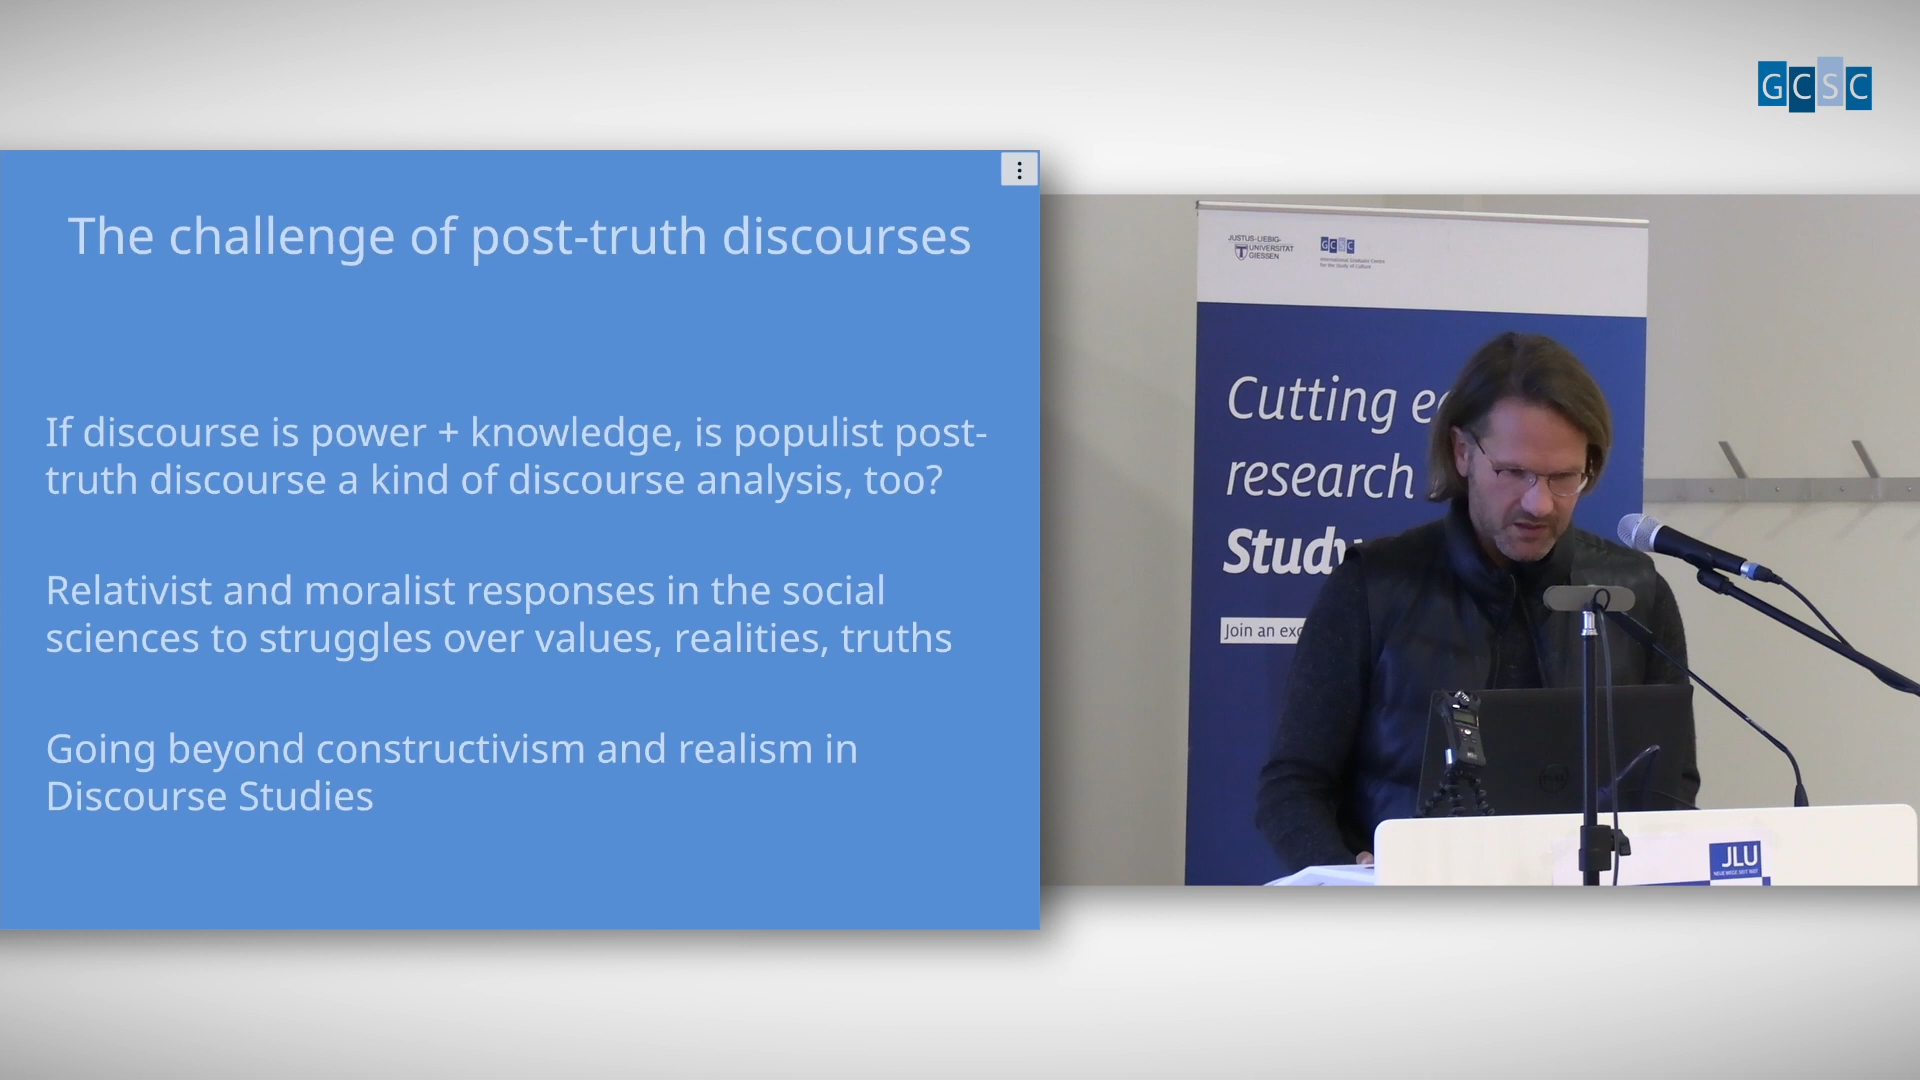 GCSC
The challenge of post-truth discourses
If discourse is power + knowledge, is populist post-
truth discourse a kind of discourse analysis, too?
Relativist and moralist responses in the social
sciences to struggles over values, realities, truths
Going beyond constructivism and realism in
Discourse Studies
JUSTUS-LIEBIG-
UNIVERSITÄT
GIESSEN
GCSC
International Graduate Centre
for the Study of Culture
Cutting
research
Study
Join an
JLU